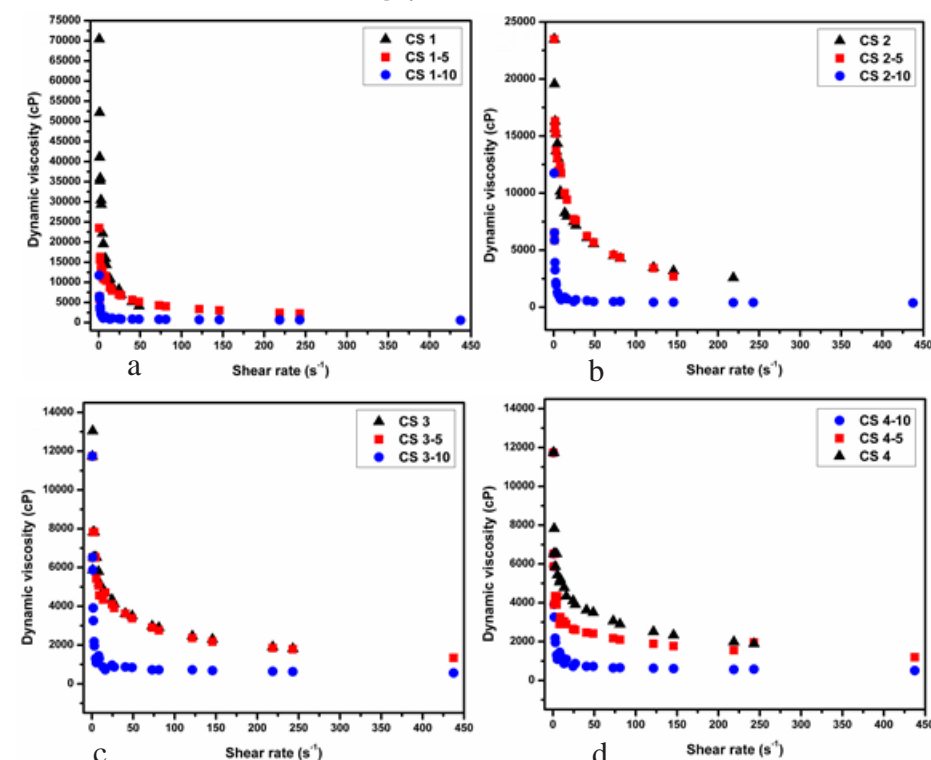 75000
70000
65000
60000
55000
50000
45000
40000
35000
30000
25000
20000
15000
10000
5000
0
Dynamic viscosity (cP)
CS 1
CS 1-5
CS 1-10
0 50 100 150 200 250 300 350 400 450
Shear rate (s⁻¹)
a
25000
20000
15000
10000
5000
0
Dynamic viscosity (cP)
CS 2
CS 2-5
CS 2-10
0 50 100 150 200 250 300 350 400 450
Shear rate (s⁻¹)
b
14000
12000
10000
8000
6000
4000
2000
0
Dynamic viscosity (cP)
CS 3
CS 3-5
CS 3-10
0 50 100 150 200 250 300 350 400 450
Shear rate (s⁻¹)
c
14000
12000
10000
8000
6000
4000
2000
0
Dynamic viscosity (cP)
CS 4-10
CS 4-5
CS 4
0 50 100 150 200 250 300 350 400 450
Shear rate (s⁻¹)
d